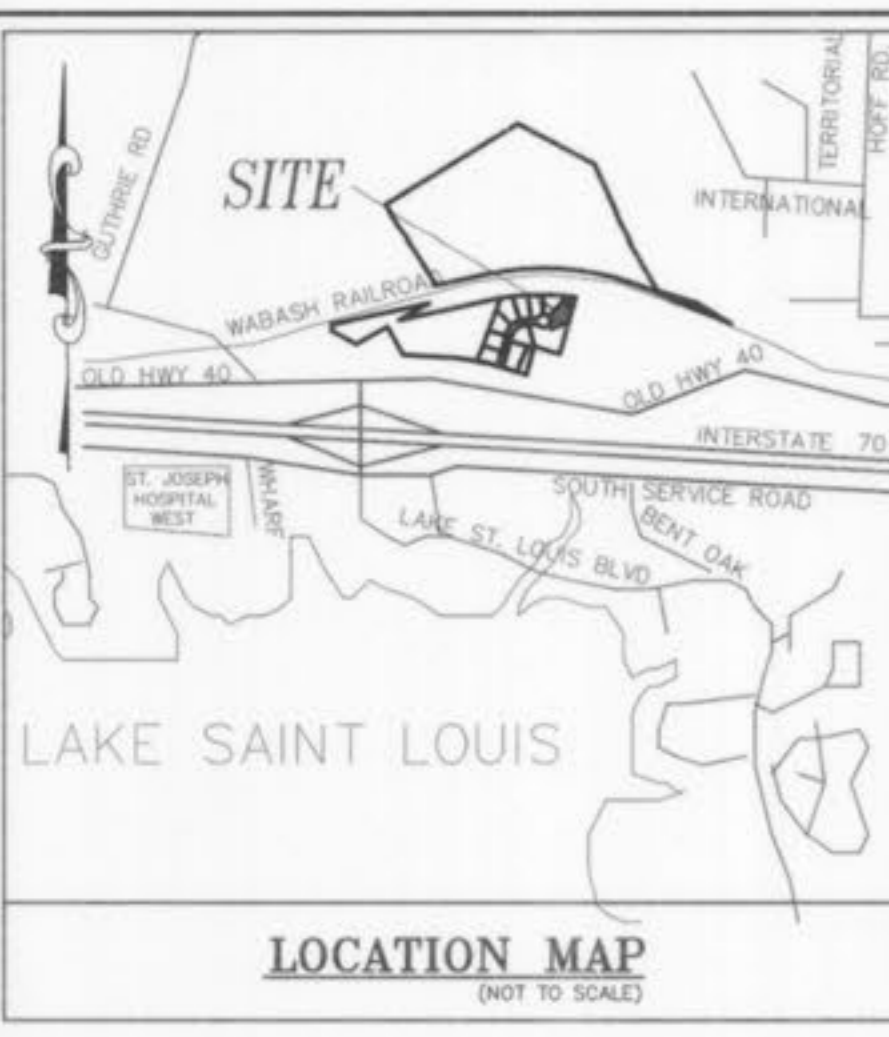 TERRITORIAL
HOFF RD
GUTHRIE RD
SITE
INTERNATIONAL
WABASH RAILROAD
OLD HWY 40
OLD HWY 40
INTERSTATE 70
ST. JOSEPH
HOSPITAL
WEST
WHARF
SOUTH SERVICE ROAD
LAKE ST. LOUIS BLVD
BENT OAK
LAKE SAINT LOUIS
LOCATION MAP
(NOT TO SCALE)